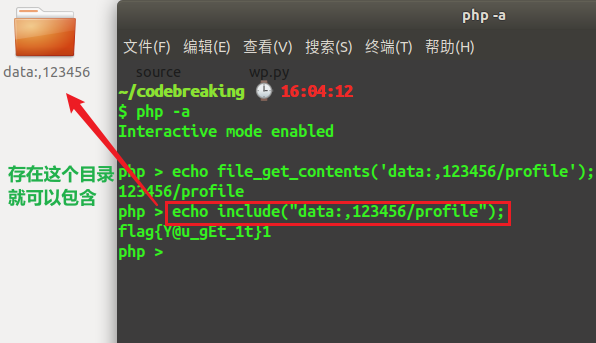 php -a
文件(F) 编辑(E) 查看(V) 搜索(S) 终端(T) 帮助(H)
data:,123456
source wp.py
~/codebreaking 16:04:12
$ php -a
Interactive mode enabled
存在这个目录
就可以包含
php > echo file_get_contents('data:,123456/profile');
123456/profile
php > echo include("data:,123456/profile");
flag{Y@u_gEt_1t}1
php >